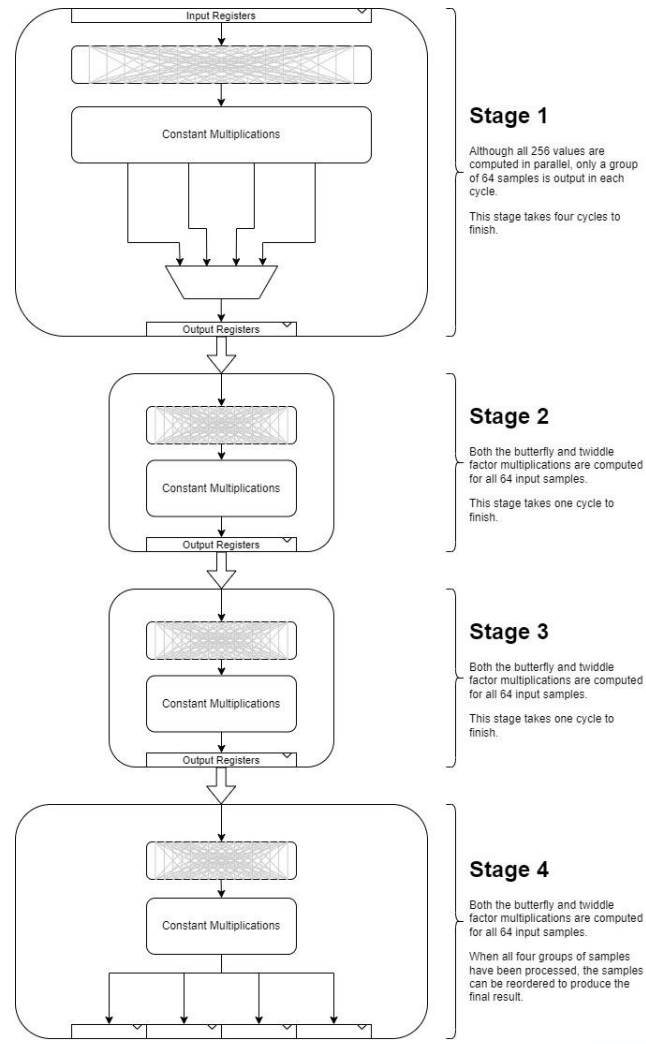 Input Registers
Constant Multiplications
Output Registers
Stage 1
Although all 256 values are
computed in parallel, only a group
of 64 samples is output in each
cycle.
This stage takes four cycles to
finish.
Constant Multiplications
Output Registers
Stage 2
Both the butterfly and twiddle
factor multiplications are computed
for all 64 input samples.
This stage takes one cycle to
finish.
Constant Multiplications
Output Registers
Stage 3
Both the butterfly and twiddle
factor multiplications are computed
for all 64 input samples.
This stage takes one cycle to
finish.
Constant Multiplications
Stage 4
Both the butterfly and twiddle
factor multiplications are computed
for all 64 input samples.
When all four groups of samples
have been processed, the samples
can be reordered to produce the
final result.